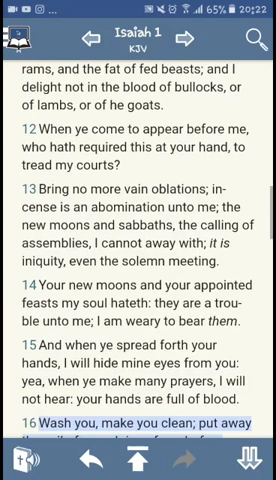 65% 20:22
Isaiah 1
KJV
rams, and the fat of fed beasts; and I
delight not in the blood of bullocks, or
of lambs, or of he goats.
12 When ye come to appear before me,
who hath required this at your hand, to
tread my courts?
13 Bring no more vain oblations; in-
cense is an abomination unto me; the
new moons and sabbaths, the calling of
assemblies, I cannot away with; it is
iniquity, even the solemn meeting.
14 Your new moons and your appointed
feasts my soul hateth: they are a trou-
ble unto me; I am weary to bear them.
15 And when ye spread forth your
hands, I will hide mine eyes from you:
yea, when ye make many prayers, I will
not hear: your hands are full of blood.
16 Wash you, make you clean; put away